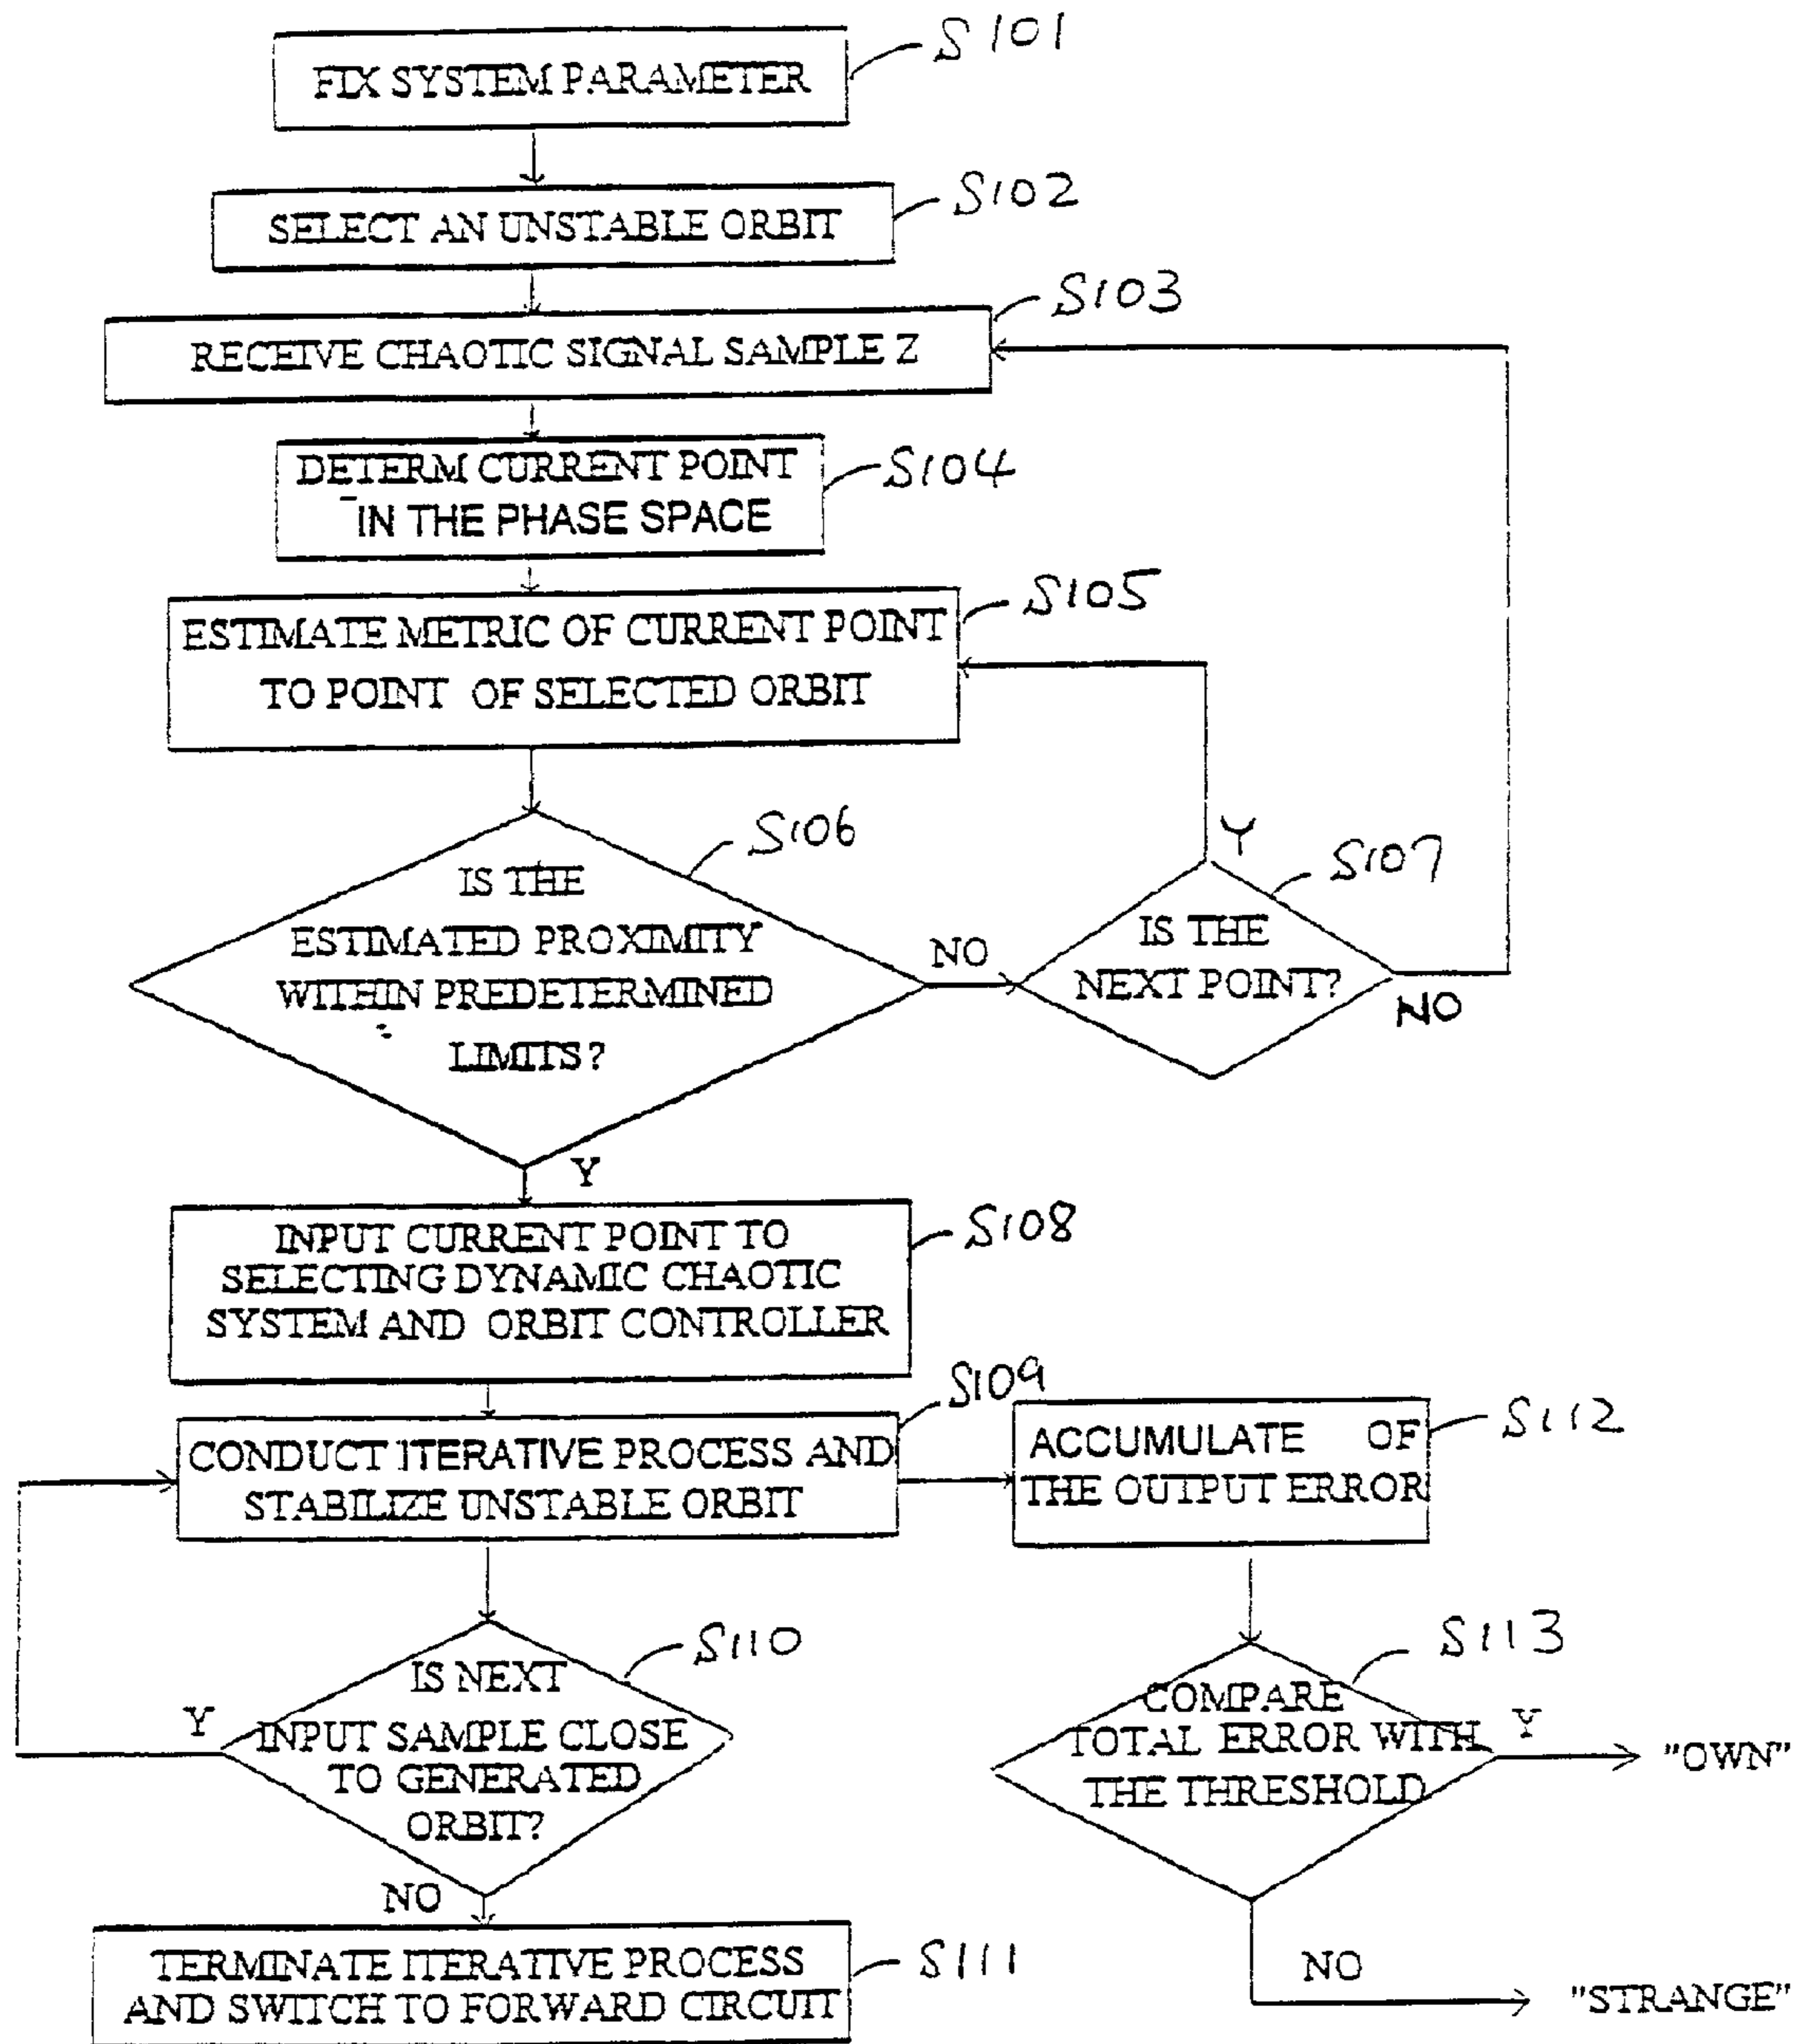 FIX SYSTEM PARAMETER
S101
SELECT AN UNSTABLE ORBIT
S102
RECEIVE CHAOTIC SIGNAL SAMPLE Z
S103
DETERM CURRENT POINT
IN THE PHASE SPACE
S104
ESTIMATE METRIC OF CURRENT POINT
TO POINT OF SELECTED ORBIT
S105
IS THE
ESTIMATED PROXIMITY
WITHIN PREDETERMINED
LIMITS?
S106
NO
Y
IS THE
NEXT POINT?
S107
Y
NO
INPUT CURRENT POINT TO
SELECTING DYNAMIC CHAOTIC
SYSTEM AND ORBIT CONTROLLER
S108
CONDUCT ITERATIVE PROCESS AND
STABILIZE UNSTABLE ORBIT
S109
ACCUMULATE OF
THE OUTPUT ERROR
S112
IS NEXT
INPUT SAMPLE CLOSE
TO GENERATED
ORBIT?
S110
Y
NO
COMPARE
TOTAL ERROR WITH
THE THRESHOLD
S113
Y
"OWN"
NO
"STRANGE"
TERMINATE ITERATIVE PROCESS
AND SWITCH TO FORWARD CIRCUIT
S111